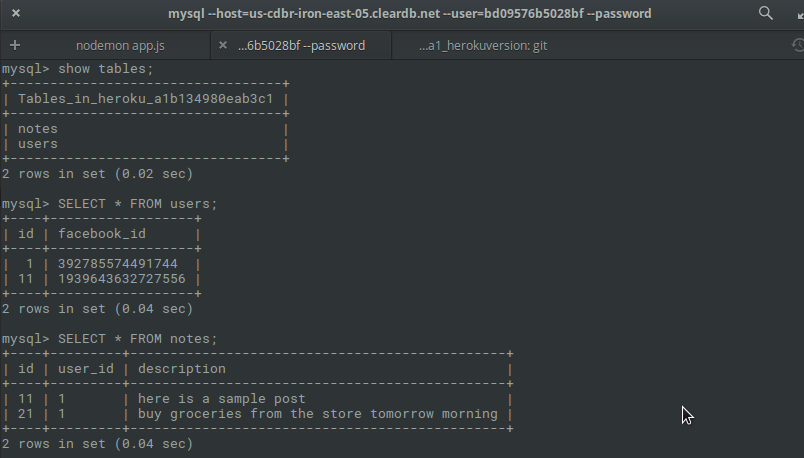 mysql --host=us-cdbr-iron-east-05.cleardb.net --user=bd09576b5028bf --password
nodemon app.js
...6b5028bf --password
...a1_herokuversion: git
mysql> show tables;
+------------------------------+
| Tables_in_heroku_a1b134980eab3c1 |
+------------------------------+
| notes |
| users |
+------------------------------+
2 rows in set (0.02 sec)
mysql> SELECT * FROM users;
+----+------------------+
| id | facebook_id |
+----+------------------+
| 1 | 392785574491744 |
| 11 | 1939643632727556 |
+----+------------------+
2 rows in set (0.04 sec)
mysql> SELECT * FROM notes;
+----+---------+-----------------------------------------------+
| id | user_id | description |
+----+---------+-----------------------------------------------+
| 11 | 1 | here is a sample post |
| 21 | 1 | buy groceries from the store tomorrow morning |
+----+---------+-----------------------------------------------+
2 rows in set (0.04 sec)